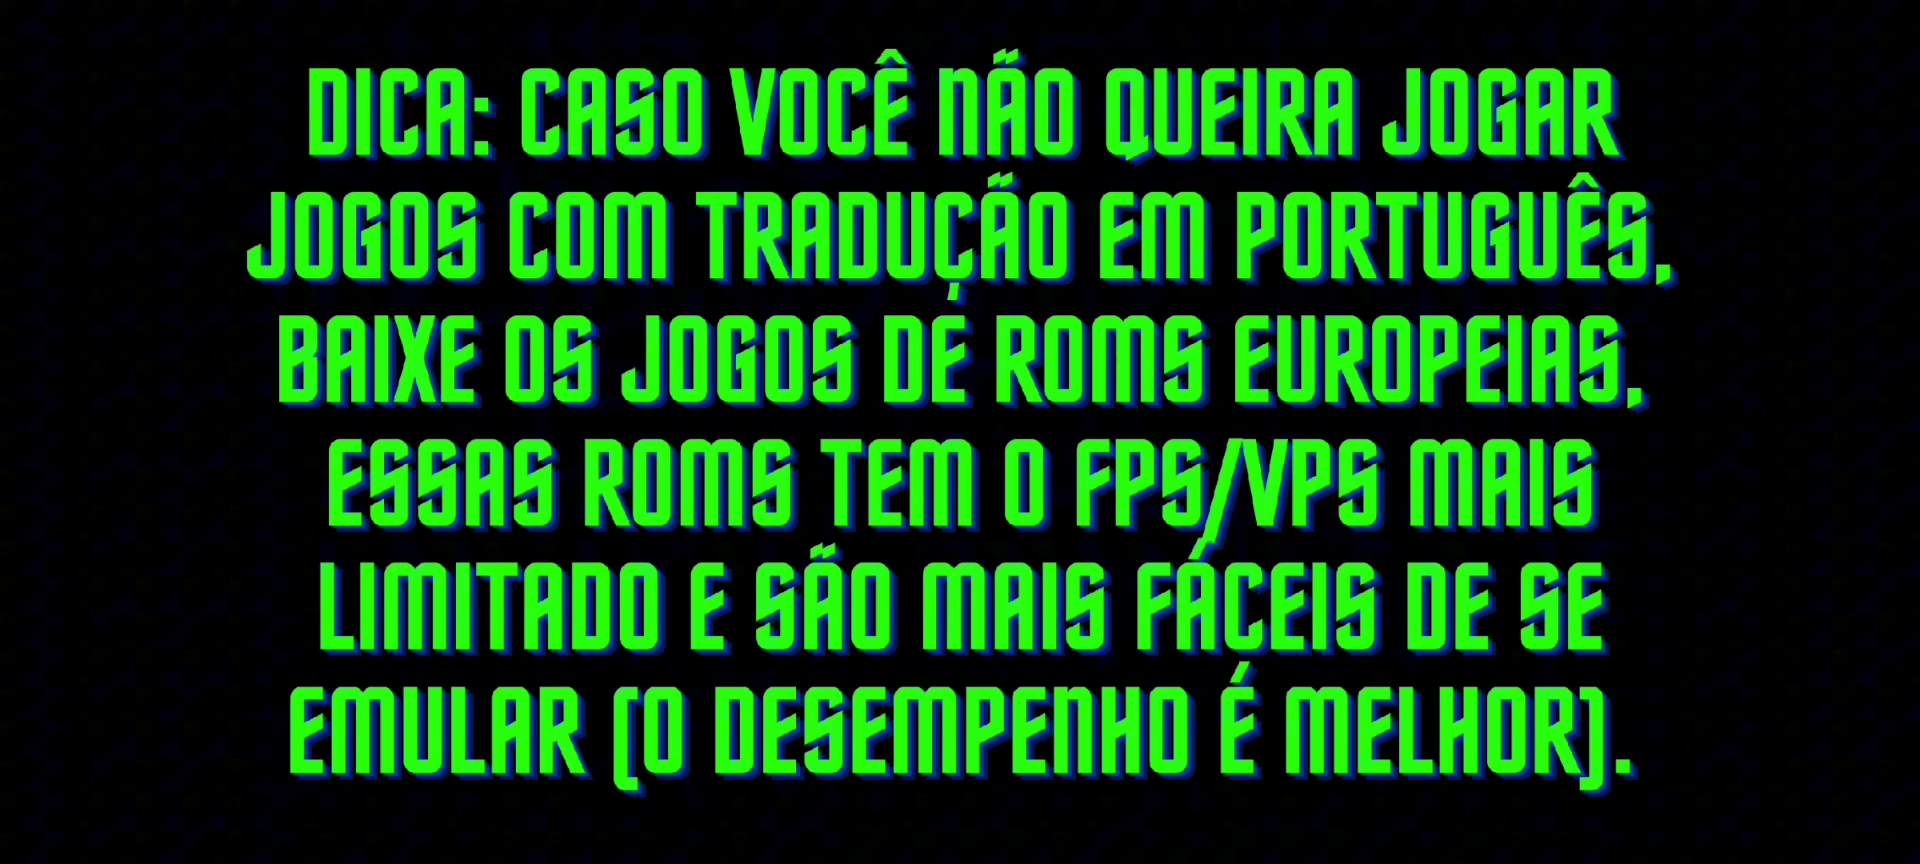 DICA: CASO VOCÊ NÃO QUEIRA JOGAR
JOGOS COM TRADUÇÃO EM PORTUGUÊS,
BAIXE OS JOGOS DE ROMS EUROPEIAS,
ESSAS ROMS TEM O FPS/VPS MAIS
LIMITADO E SÃO MAIS FÁCEIS DE SE
EMULAR (O DESEMPENHO É MELHOR).